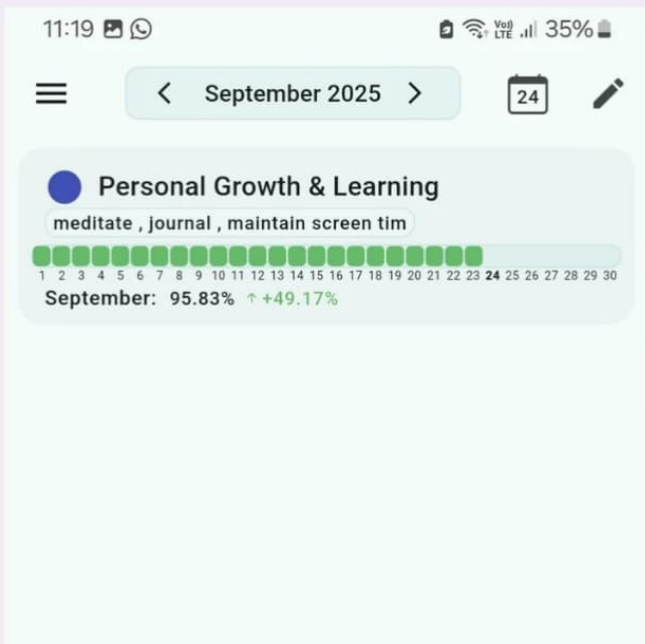 11:19 Vo)) LTE 35%
September 2025 24
Personal Growth & Learning
meditate , journal , maintain screen tim
1 2 3 4 5 6 7 8 9 10 11 12 13 14 15 16 17 18 19 20 21 22 23 24 25 26 27 28 29 30
September: 95.83% ↑ +49.17%